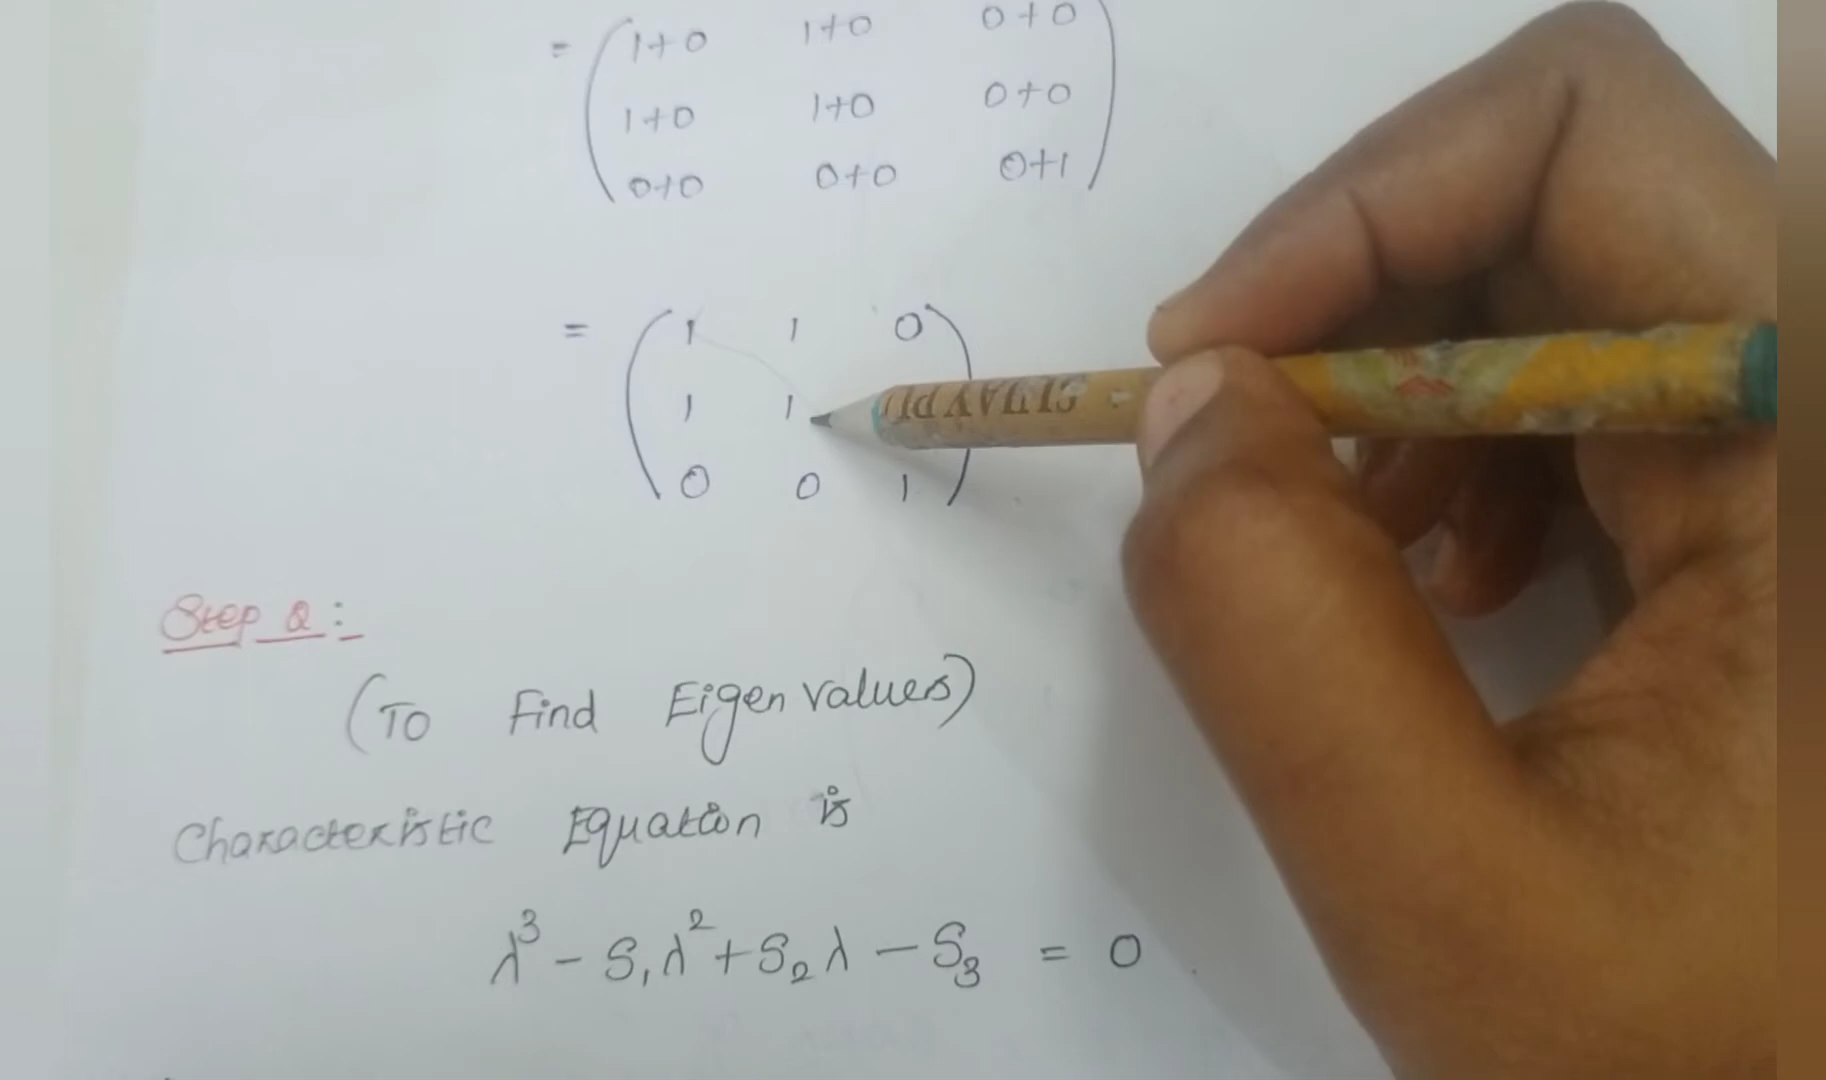 = ( 1+0 1+0 0+0 )
1+0 1+0 0+0
0+0 0+0 0+1
= ( 1 1 0 )
1 1
0 0 1
Step 2:
(To Find Eigen values)
Characteristic Equation is
λ³ - S₁λ² + S₂λ - S₃ = 0